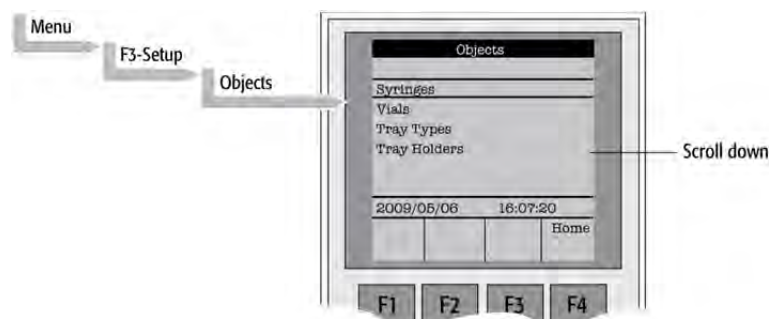 Menu
F3-Setup
Objects
Objects
Syringes
Vials
Tray Types
Tray Holders
Scroll down
2009/05/06 16:07:20
Home
F1 F2 F3 F4